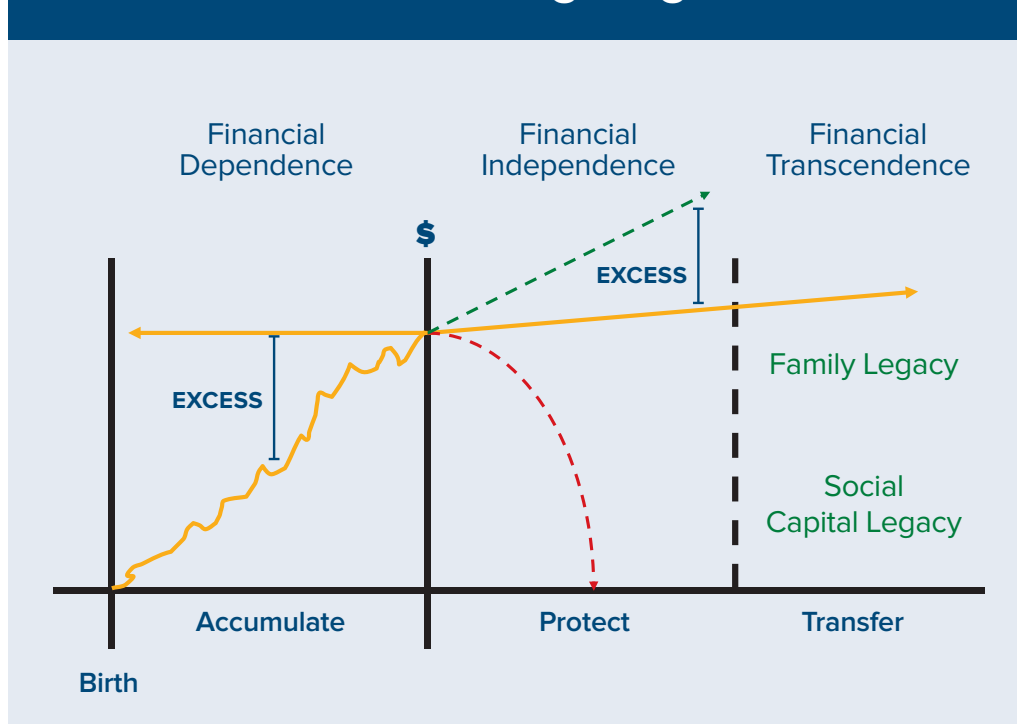 Financial
Dependence
Financial
Independence
Financial
Transcendence
$
EXCESS
EXCESS
Family Legacy
Social
Capital Legacy
Accumulate
Protect
Transfer
Birth